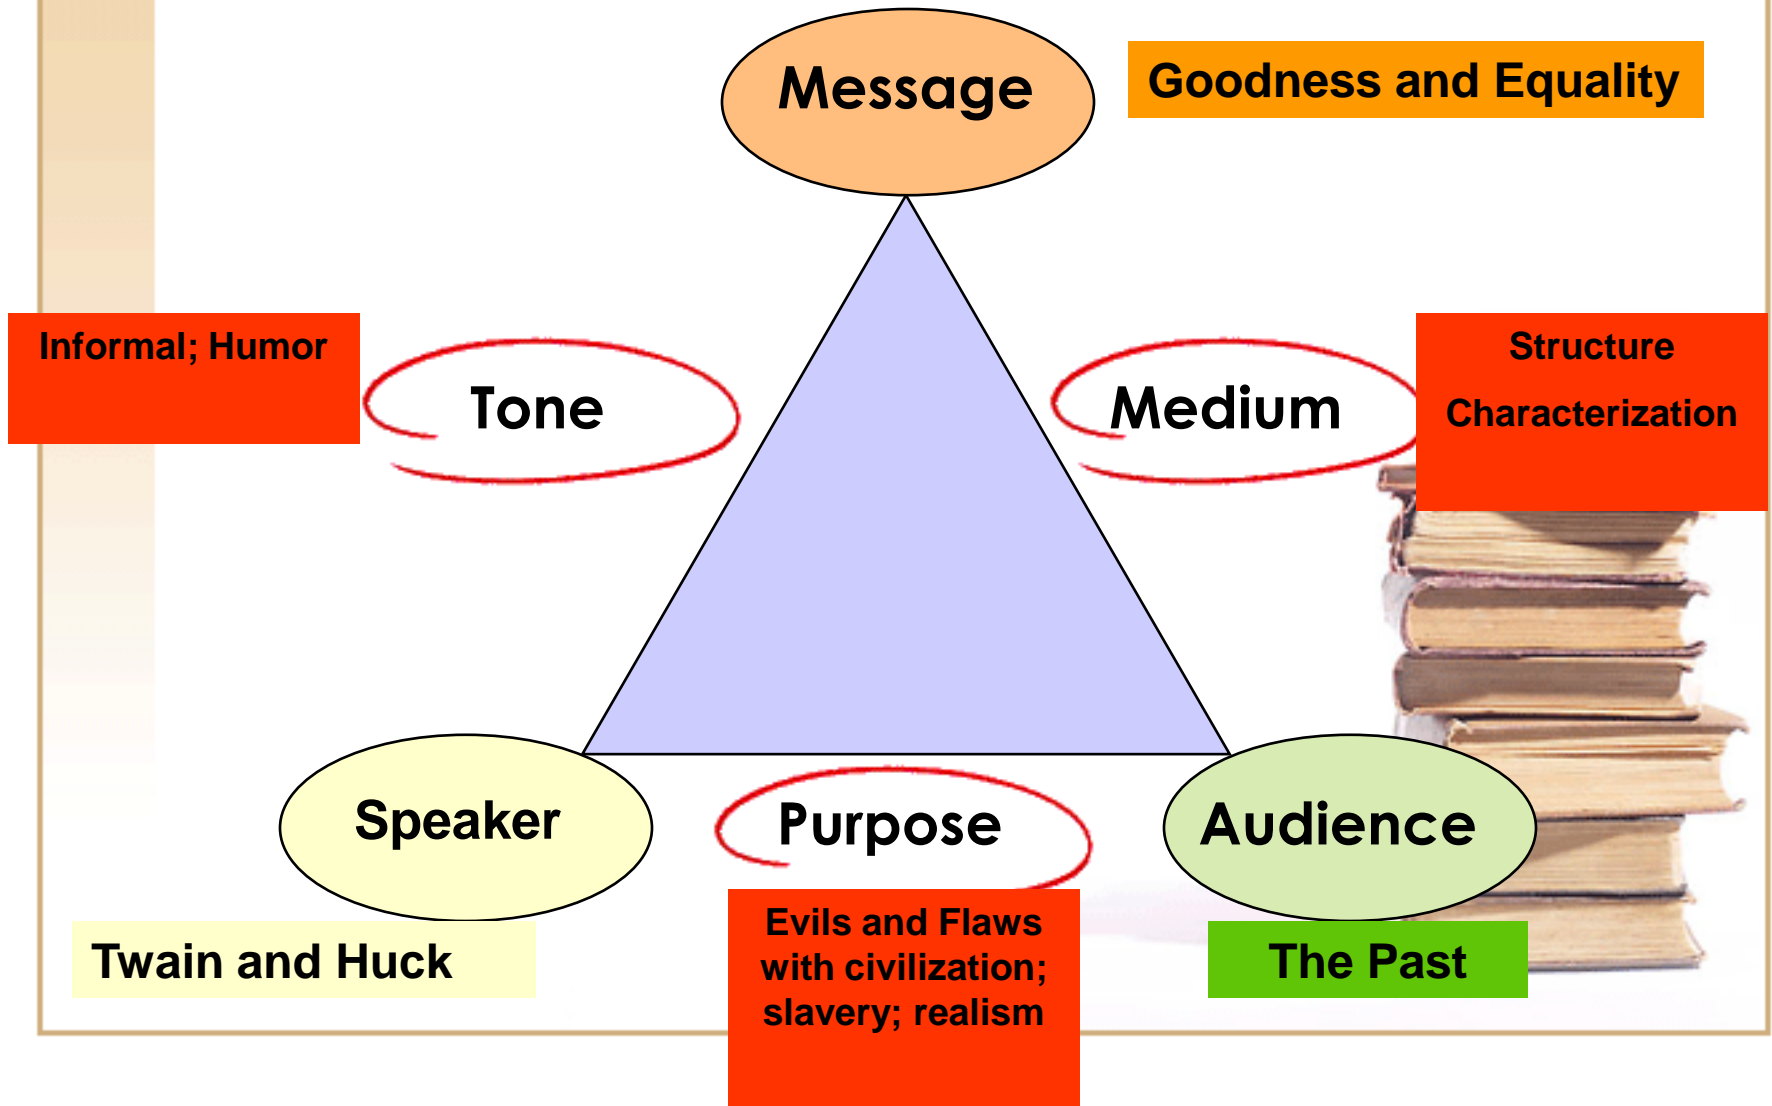 Message
Goodness and Equality
Informal; Humor
Tone
Medium
Structure
Characterization
Speaker
Purpose
Audience
Twain and Huck
Evils and Flaws
with civilization;
slavery; realism
The Past